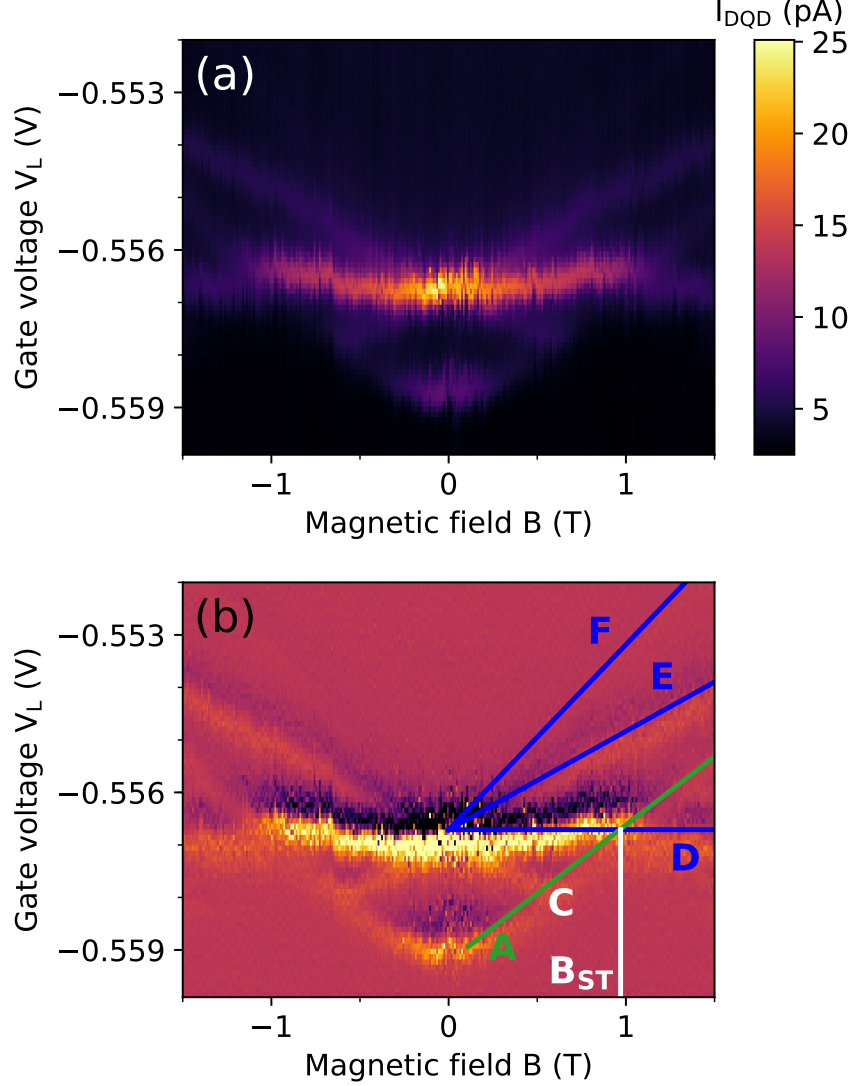 I_DQD (pA)
(a)
25
20
15
10
5
−0.553
−0.556
−0.559
Gate voltage V_L (V)
−1 0 1
Magnetic field B (T)
(b)
F
E
D
C
A
B_ST
−0.553
−0.556
−0.559
Gate voltage V_L (V)
−1 0 1
Magnetic field B (T)